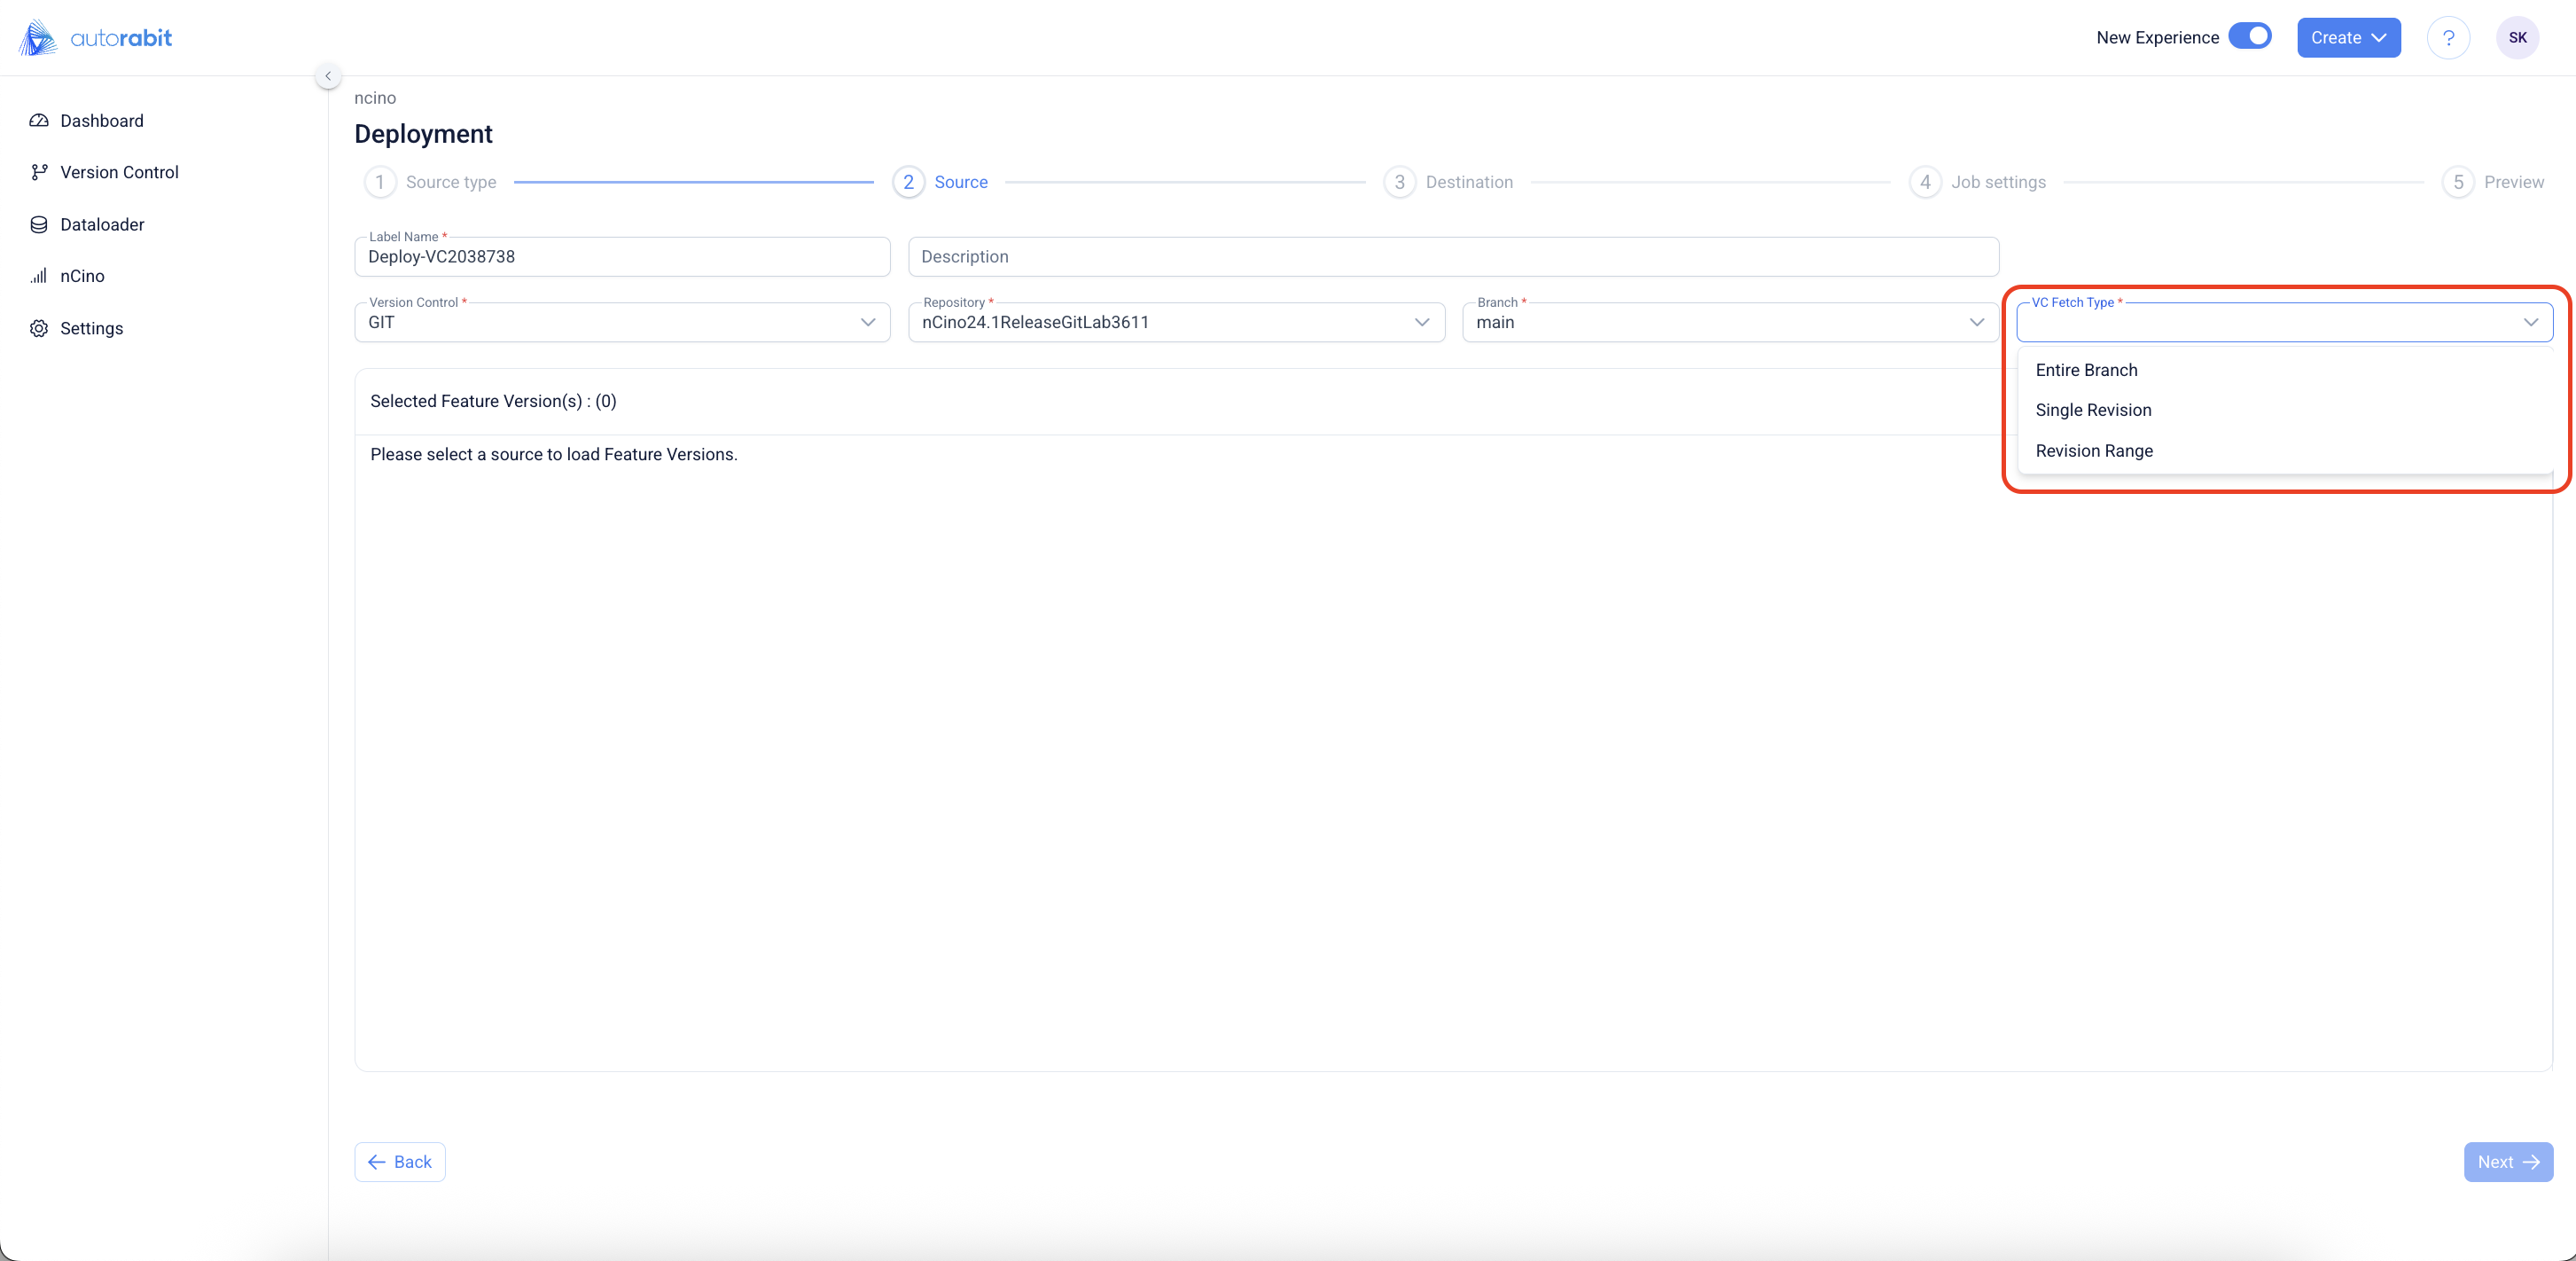 autorabit
New Experience
Create
?
SK
Dashboard
Version Control
Dataloader
nCino
Settings
ncino
Deployment
1 Source type
2 Source
3 Destination
4 Job settings
5 Preview
Label Name *
Deploy-VC2038738
Description
Version Control *
GIT
Repository *
nCino24.1ReleaseGitLab3611
Branch *
main
VC Fetch Type *
Entire Branch
Single Revision
Revision Range
Selected Feature Version(s) : (0)
Please select a source to load Feature Versions.
Back
Next